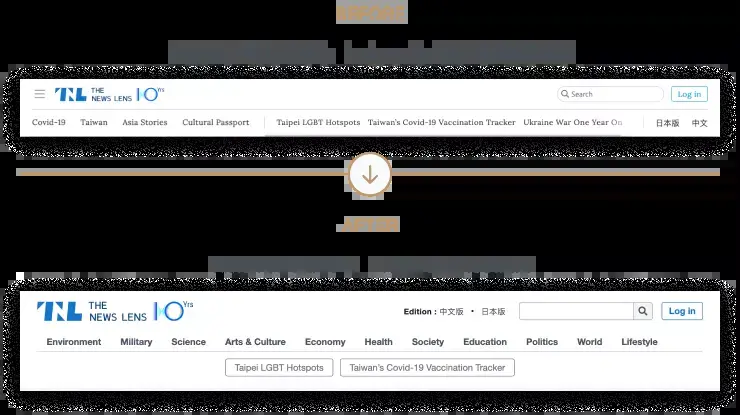 TNL THE NEWS LENS 10 Yrs
Search
Log in
Covid-19 Taiwan Asia Stories Cultural Passport Taipei LGBT Hotspots Taiwan's Covid-19 Vaccination Tracker Ukraine War One Year On 日本版 中文
TNL THE NEWS LENS 10 Yrs
Edition : 中文版 • 日本版
Log in
Environment Military Science Arts & Culture Economy Health Society Education Politics World Lifestyle
Taipei LGBT Hotspots Taiwan's Covid-19 Vaccination Tracker